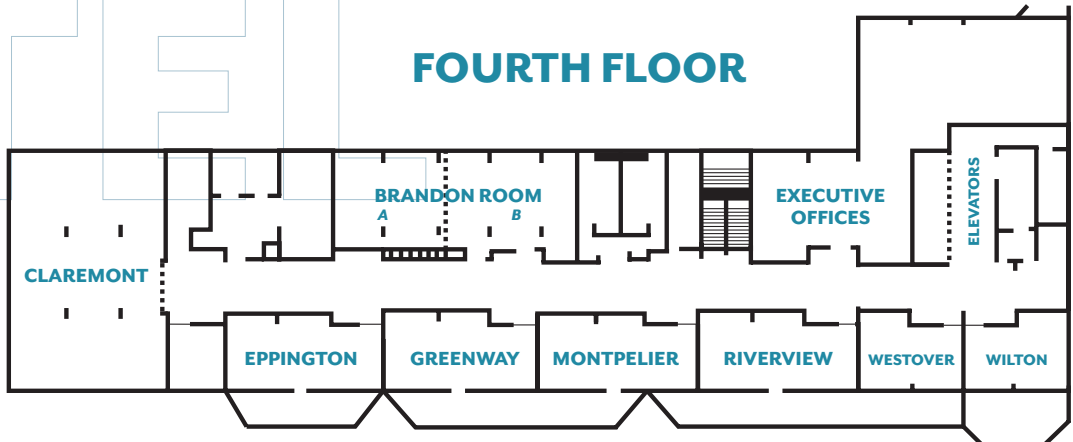 FOURTH FLOOR
BRANDON ROOM
A
B
EXECUTIVE
OFFICES
ELEVATORS
CLAREMONT
EPPINGTON
GREENWAY
MONTPELIER
RIVERVIEW
WESTOVER
WILTON